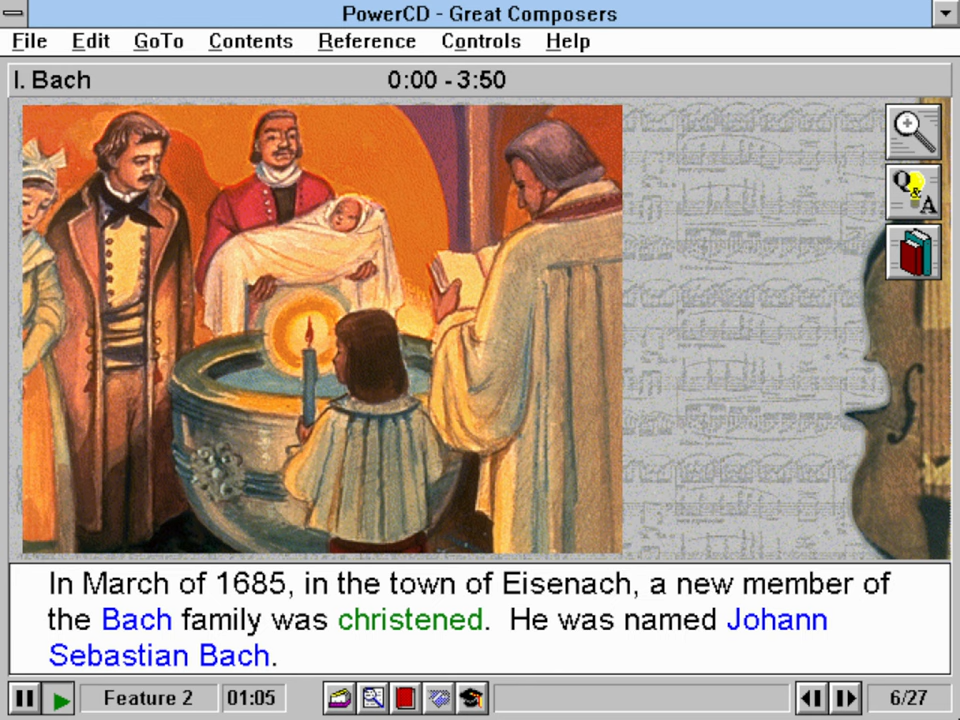 PowerCD - Great Composers
File Edit GoTo Contents Reference Controls Help
I. Bach 0:00 - 3:50
Q & A
In March of 1685, in the town of Eisenach, a new member of
the Bach family was christened. He was named Johann
Sebastian Bach.
Feature 2 01:05 6/27